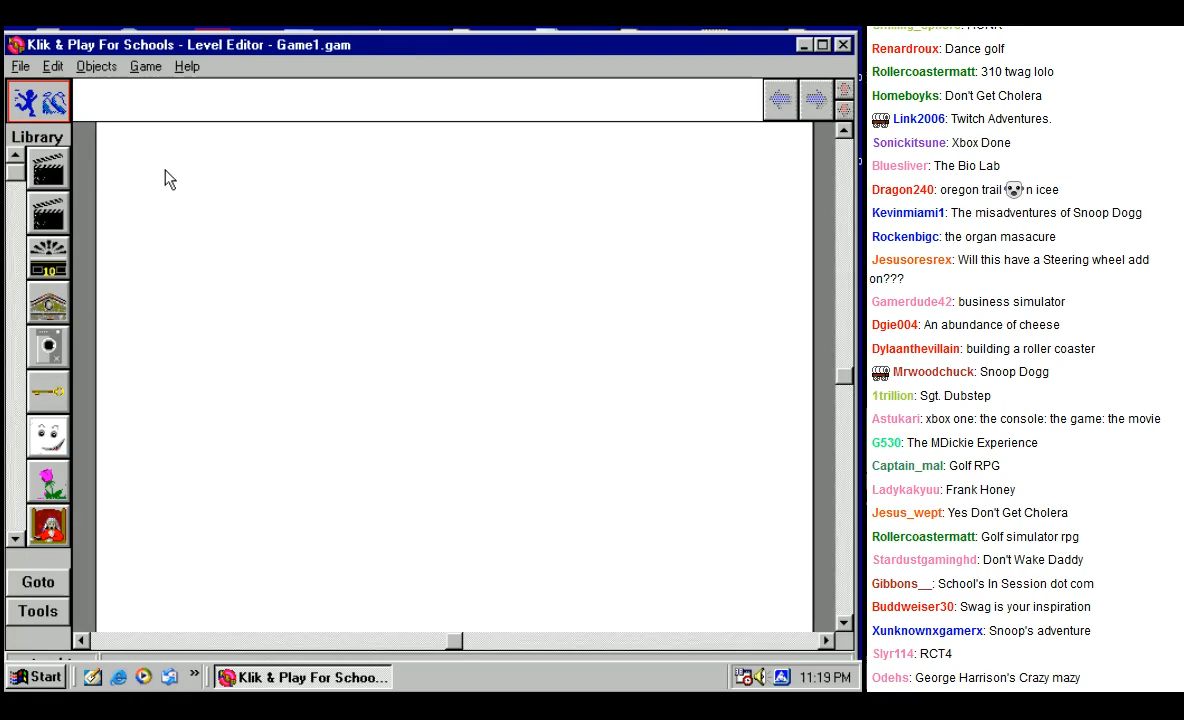 Klik & Play For Schools - Level Editor - Game1.gam
File Edit Objects Game Help
Library
10
Goto
Tools
Start
»
Klik & Play For Schoo...
11:19 PM
Renardroux: Dance golf
Rollercoastermatt: 310 twag lolo
Homeboyks: Don't Get Cholera
Link2006: Twitch Adventures.
Sonickitsune: Xbox Done
Bluesliver: The Bio Lab
Dragon240: oregon trail n icee
Kevinmiami1: The misadventures of Snoop Dogg
Rockenbigc: the organ masacure
Jesusoresrex: Will this have a Steering wheel add
on???
Gamerdude42: business simulator
Dgie004: An abundance of cheese
Dylaanthevillain: building a roller coaster
Mrwoodchuck: Snoop Dogg
1trillion: Sgt. Dubstep
Astukari: xbox one: the console: the game: the movie
G530: The MDickie Experience
Captain_mal: Golf RPG
Ladykakyuu: Frank Honey
Jesus_wept: Yes Don't Get Cholera
Rollercoastermatt: Golf simulator rpg
Stardustgaminghd: Don't Wake Daddy
Gibbons__: School's In Session dot com
Buddweiser30: Swag is your inspiration
Xunknownxgamerx: Snoop's adventure
Slyr114: RCT4
Odehs: George Harrison's Crazy mazy